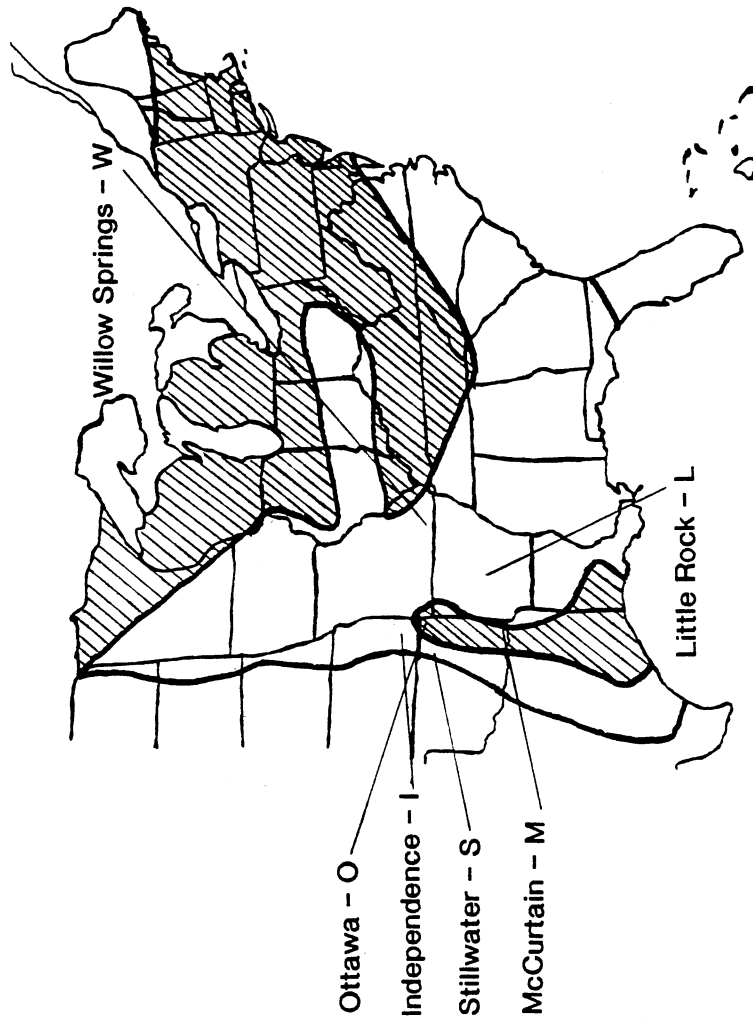 Willow Springs – W
Ottawa – O
Independence – I
Stillwater – S
McCurtain – M
Little Rock – L